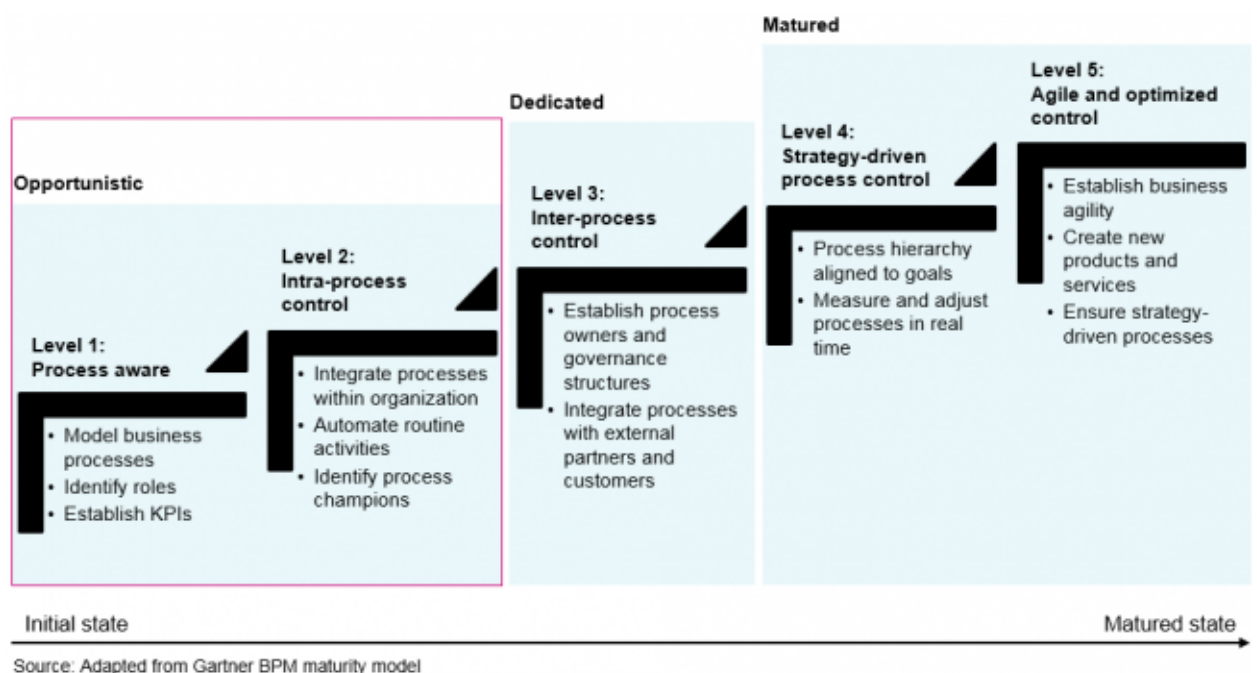 Opportunistic
Level 1:
Process aware
• Model business
processes
• Identify roles
• Establish KPIs
Level 2:
Intra-process
control
• Integrate processes
within organization
• Automate routine
activities
• Identify process
champions
Dedicated
Level 3:
Inter-process
control
• Establish process
owners and
governance
structures
• Integrate processes
with external
partners and
customers
Matured
Level 4:
Strategy-driven
process control
• Process hierarchy
aligned to goals
• Measure and adjust
processes in real
time
Level 5:
Agile and optimized
control
• Establish business
agility
• Create new
products and
services
• Ensure strategy-
driven processes
Initial state
Matured state
Source: Adapted from Gartner BPM maturity model